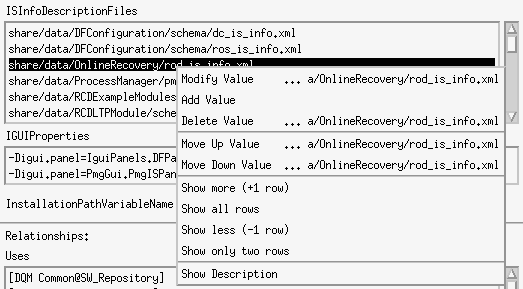 ISInfoDescriptionFiles
share/data/DFConfiguration/schema/dc_is_info.xml
share/data/DFConfiguration/schema/ros_is_info.xml
share/data/OnlineRecovery/rod_is_info.xml
share/data/ProcessManager/pm
share/data/RCDExampleModules
share/data/RCDLTPModule/sche
Modify Value ... a/OnlineRecovery/rod_is_info.xml
Add Value
Delete Value ... a/OnlineRecovery/rod_is_info.xml
Move Up Value ... a/OnlineRecovery/rod_is_info.xml
Move Down Value ... a/OnlineRecovery/rod_is_info.xml
Show more (+1 row)
Show all rows
Show less (-1 row)
Show only two rows
Show Description
IGUIProperties
-Digui.panel=IguiPanels.DFPa
-Digui.panel=PmgGui.PmgISPan
InstallationPathVariableName
Relationships:
Uses
[DQM Common@SW_Repository]